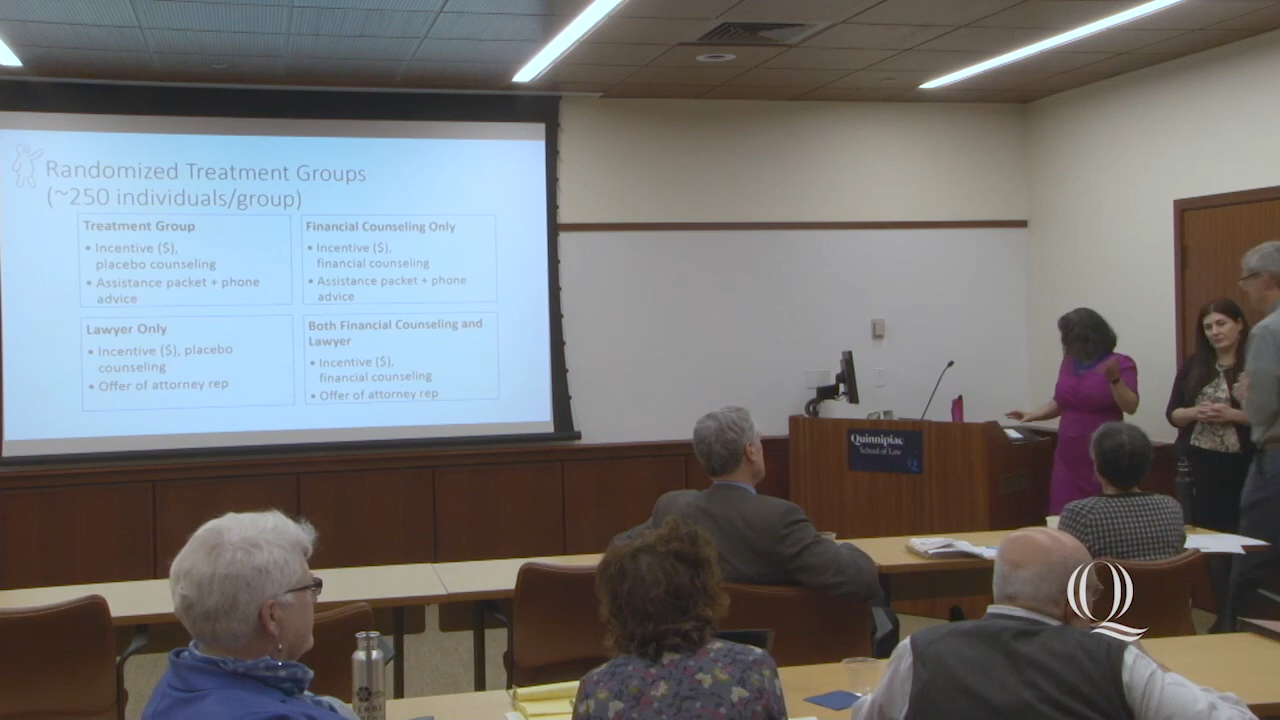 Randomized Treatment Groups
(~250 individuals/group)
Treatment Group
• Incentive ($),
placebo counseling
• Assistance packet + phone
advice
Financial Counseling Only
• Incentive ($),
financial counseling
• Assistance packet + phone
advice
Lawyer Only
• Incentive ($), placebo
counseling
• Offer of attorney rep
Both Financial Counseling and
Lawyer
• Incentive ($),
financial counseling
• Offer of attorney rep
Quinnipiac
School of Law
Q